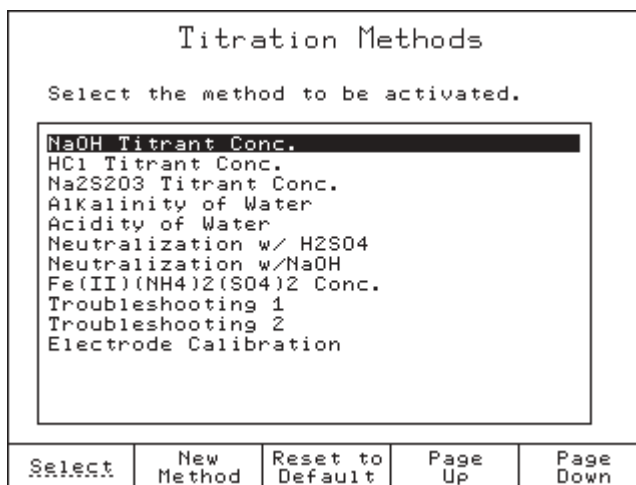 Titration Methods
Select the method to be activated.
NaOH Titrant Conc.
HCl Titrant Conc.
Na2S2O3 Titrant Conc.
Alkalinity of Water
Acidity of Water
Neutralization w/ H2SO4
Neutralization w/NaOH
Fe(II)(NH4)2(SO4)2 Conc.
Troubleshooting 1
Troubleshooting 2
Electrode Calibration
Select
New Method
Reset to Default
Page Up
Page Down